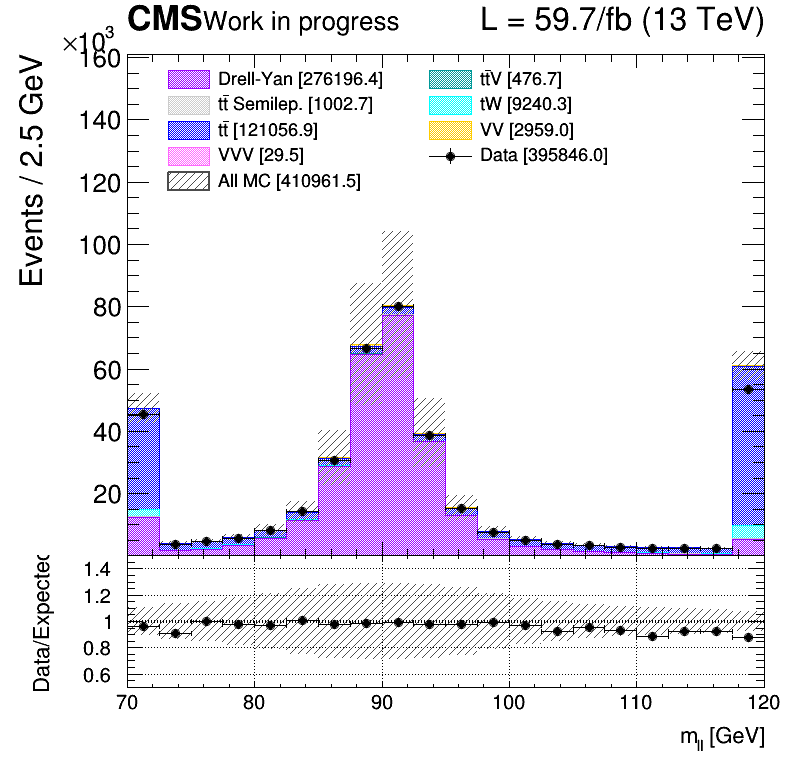 CMS Work in progress L = 59.7/fb (13 TeV)
×10³
Events / 2.5 GeV
160
140
120
100
80
60
40
20
Drell-Yan [276196.4]
tt̄ Semilep. [1002.7]
tt̄ [121056.9]
VVV [29.5]
All MC [410961.5]
tt̄V [476.7]
tW [9240.3]
VV [2959.0]
Data [395846.0]
Data/Expected
1.4
1.2
1
0.8
0.6
70 80 90 100 110 120
m_ll [GeV]